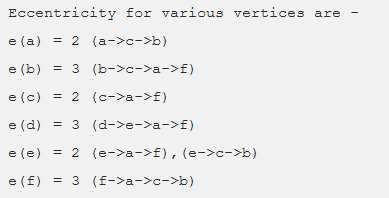 Eccentricity for various vertices are –
e(a) = 2 (a->c->b)
e(b) = 3 (b->c->a->f)
e(c) = 2 (c->a->f)
e(d) = 3 (d->e->a->f)
e(e) = 2 (e->a->f),(e->c->b)
e(f) = 3 (f->a->c->b)